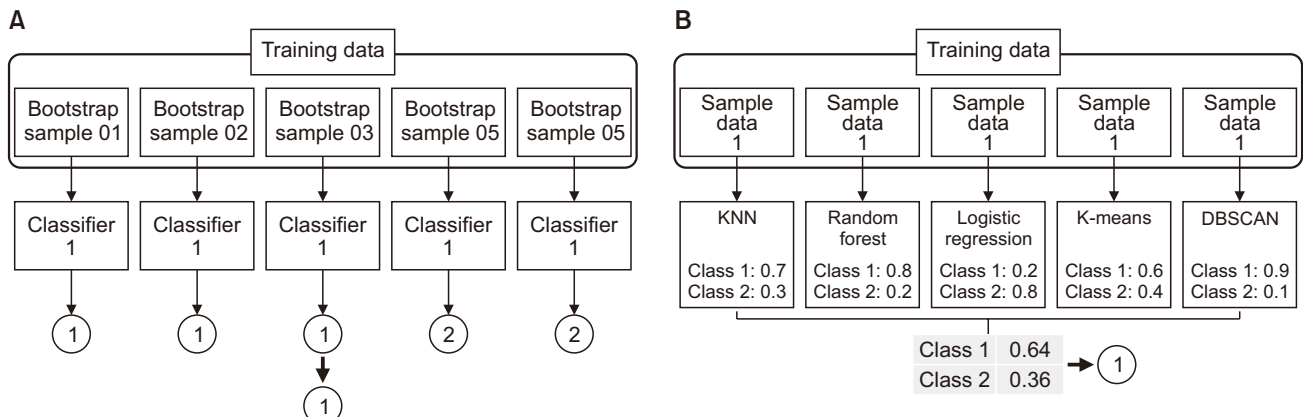 A
Training data
Bootstrap
sample 01
Bootstrap
sample 02
Bootstrap
sample 03
Bootstrap
sample 05
Bootstrap
sample 05
Classifier
1
Classifier
1
Classifier
1
Classifier
1
Classifier
1
1
1
1
2
2
1
B
Training data
Sample
data
1
Sample
data
1
Sample
data
1
Sample
data
1
Sample
data
1
KNN
Class 1: 0.7
Class 2: 0.3
Random
forest
Class 1: 0.8
Class 2: 0.2
Logistic
regression
Class 1: 0.2
Class 2: 0.8
K-means
Class 1: 0.6
Class 2: 0.4
DBSCAN
Class 1: 0.9
Class 2: 0.1
Class 1 0.64
Class 2 0.36
1